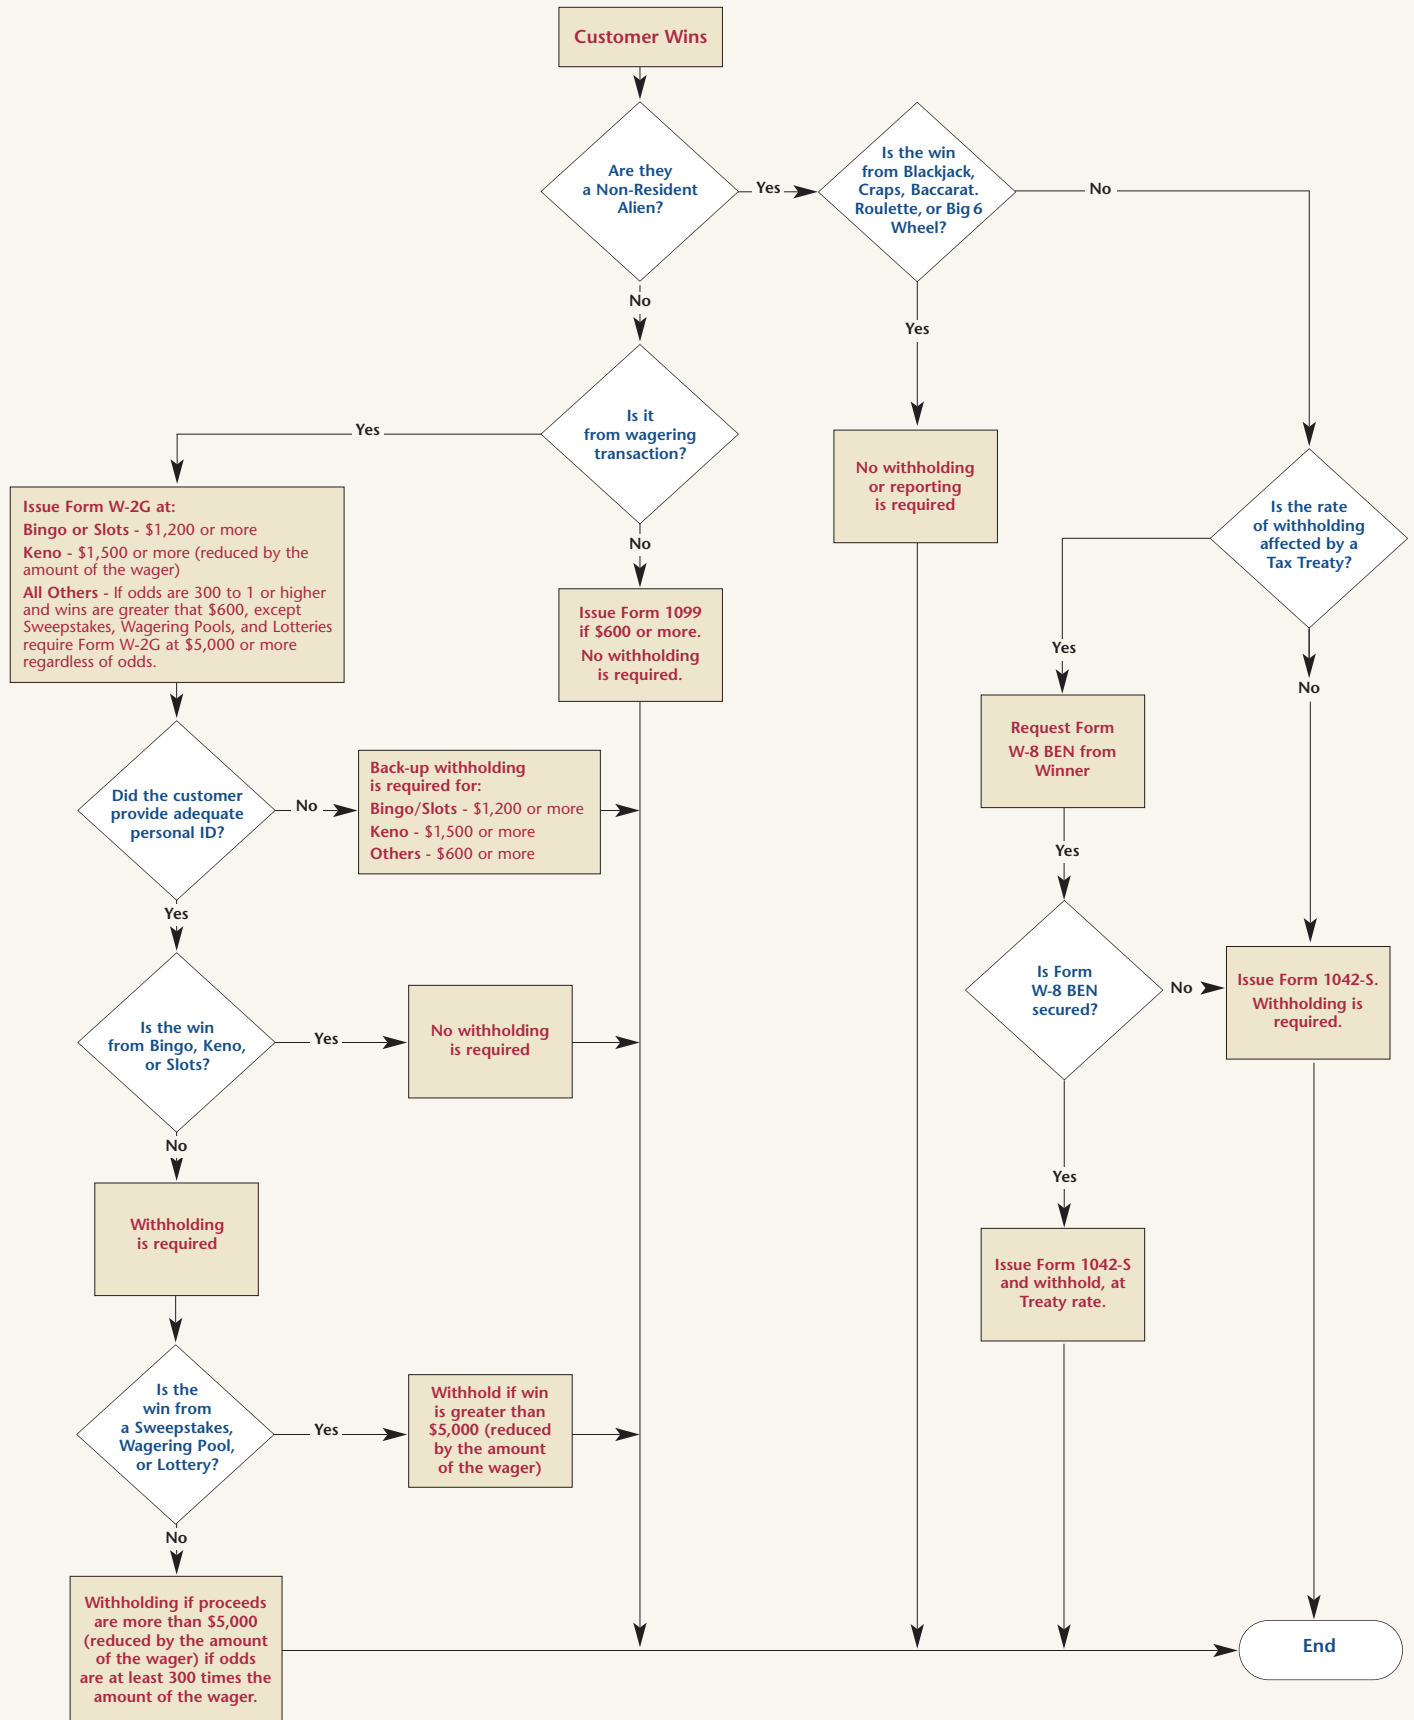 Customer Wins
Are they
a Non-Resident
Alien?
Yes
Is the win
from Blackjack,
Craps, Baccarat.
Roulette, or Big 6
Wheel?
No
No
Yes
Is it
from wagering
transaction?
Yes
No withholding
or reporting
is required
Is the rate
of withholding
affected by a
Tax Treaty?
Issue Form W-2G at:
Bingo or Slots - $1,200 or more
Keno - $1,500 or more (reduced by the
amount of the wager)
All Others - If odds are 300 to 1 or higher
and wins are greater that $600, except
Sweepstakes, Wagering Pools, and Lotteries
require Form W-2G at $5,000 or more
regardless of odds.
No
Issue Form 1099
if $600 or more.
No withholding
is required.
Yes
No
Request Form
W-8 BEN from
Winner
Did the customer
provide adequate
personal ID?
No
Back-up withholding
is required for:
Bingo/Slots - $1,200 or more
Keno - $1,500 or more
Others - $600 or more
Yes
Yes
Is Form
W-8 BEN
secured?
No
Issue Form 1042-S.
Withholding is
required.
Is the win
from Bingo, Keno,
or Slots?
Yes
No withholding
is required
No
Yes
Withholding
is required
Issue Form 1042-S
and withhold, at
Treaty rate.
Is the
win from
a Sweepstakes,
Wagering Pool,
or Lottery?
Yes
Withhold if win
is greater than
$5,000 (reduced
by the amount
of the wager)
No
Withholding if proceeds
are more than $5,000
(reduced by the amount
of the wager) if odds
are at least 300 times the
amount of the wager.
End